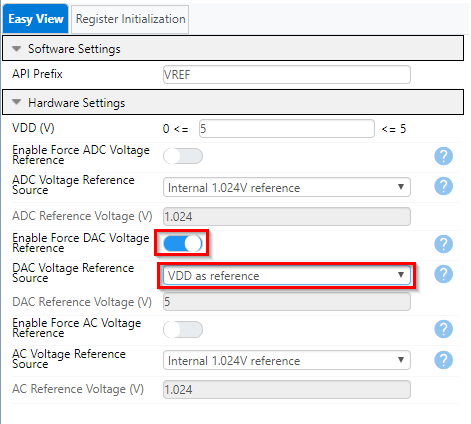 Easy View Register Initialization
Software Settings
API Prefix VREF
Hardware Settings
VDD (V) 0 <= 5 <= 5
Enable Force ADC Voltage
Reference ?
ADC Voltage Reference
Source Internal 1.024V reference ?
ADC Reference Voltage (V) 1.024
Enable Force DAC Voltage
Reference ?
DAC Voltage Reference
Source VDD as reference ?
DAC Reference Voltage (V) 5
Enable Force AC Voltage
Reference ?
AC Voltage Reference
Source Internal 1.024V reference ?
AC Reference Voltage (V) 1.024